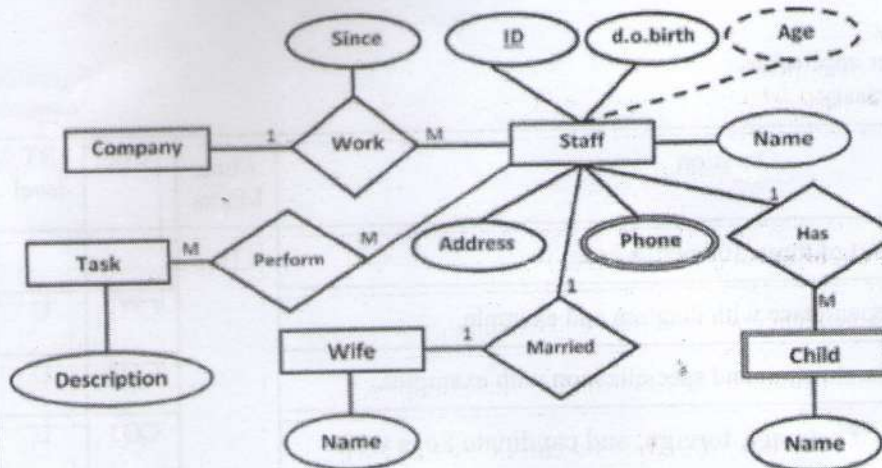 Since
ID
d.o.birth
Age
Company
1
Work
M
Staff
Name
1
Has
Task
M
Perform
M
Address
Phone
M
1
Wife
1
Married
Child
Description
Name
Name